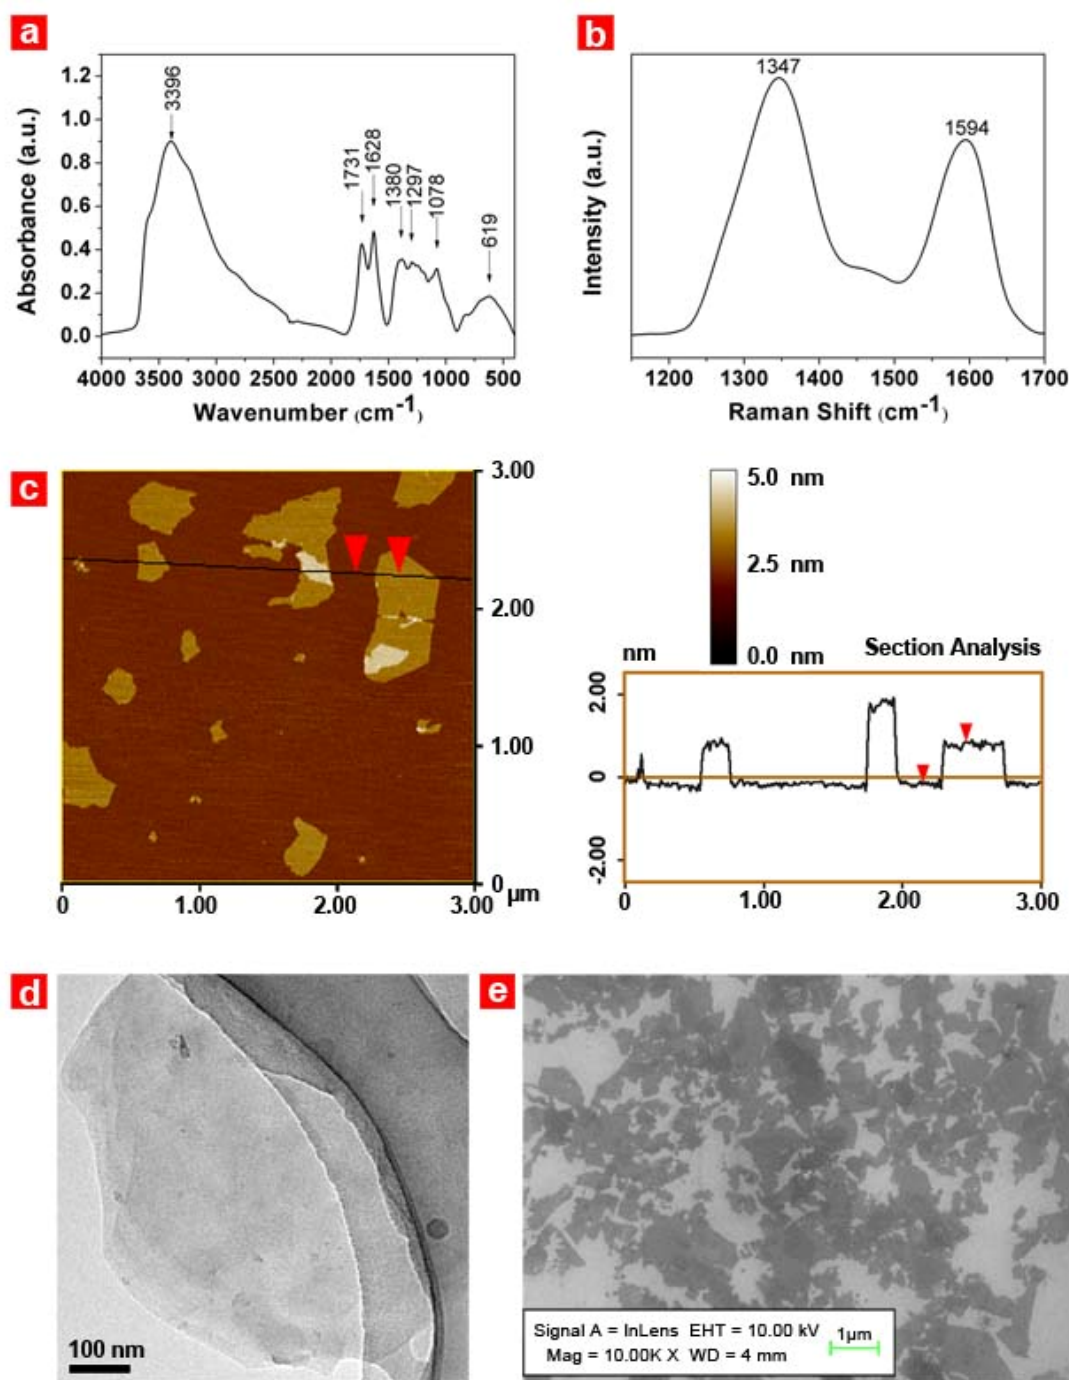 a
b
1.2
1.0
0.8
0.6
0.4
0.2
0.0
Absorbance (a.u.)
3396
1731
1628
1380
1297
1078
619
4000 3500 3000 2500 2000 1500 1000 500
Wavenumber (cm-1)
Intensity (a.u.)
1347
1594
1200 1300 1400 1500 1600 1700
Raman Shift (cm-1)
c
3.00
2.00
1.00
0 µm
0 1.00 2.00 3.00
5.0 nm
2.5 nm
0.0 nm
Section Analysis
nm
2.00
0
-2.00
0 1.00 2.00 3.00
d
100 nm
e
Signal A = InLens EHT = 10.00 kV
Mag = 10.00K X WD = 4 mm
1µm